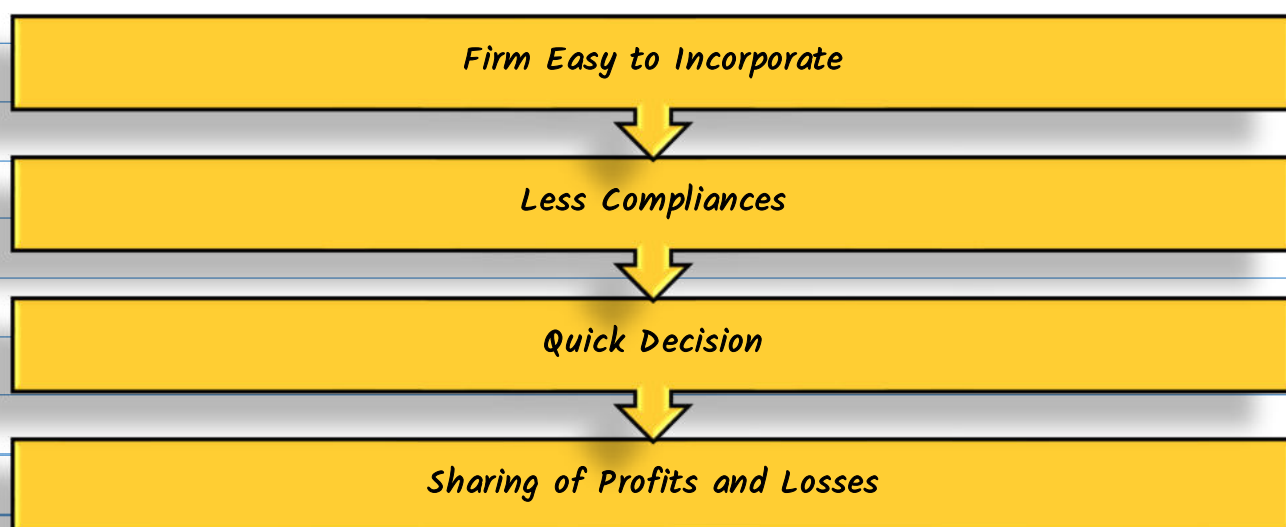 Firm Easy to Incorporate
Less Compliances
Quick Decision
Sharing of Profits and Losses